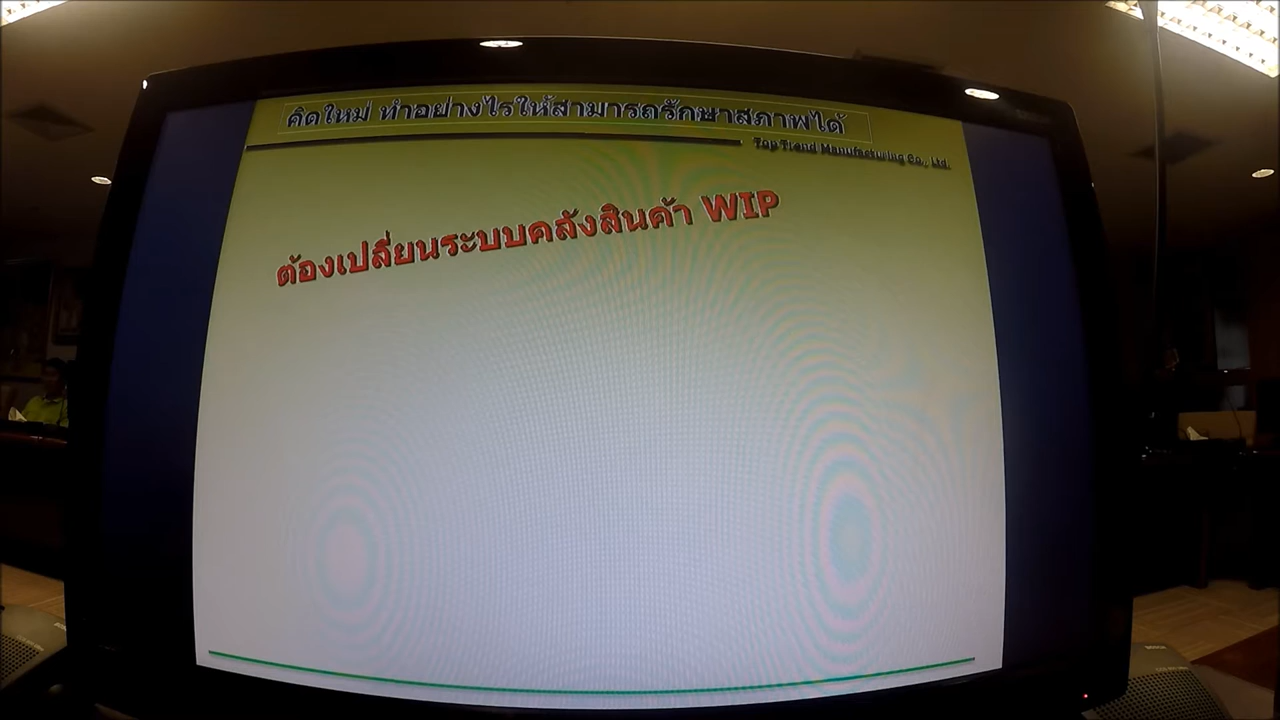 คิดใหม่ ทำอย่างไรให้สามารถรักษาสภาพได้
Top Trend Manufacturing Co., Ltd.
ต้องเปลี่ยนระบบคลังสินค้า WIP